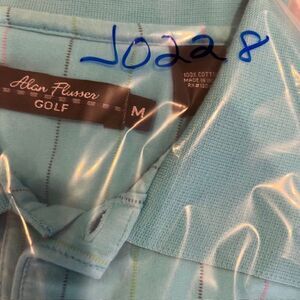 J0228
Alan Flusser
GOLF
M
100% COTTON
MADE IN